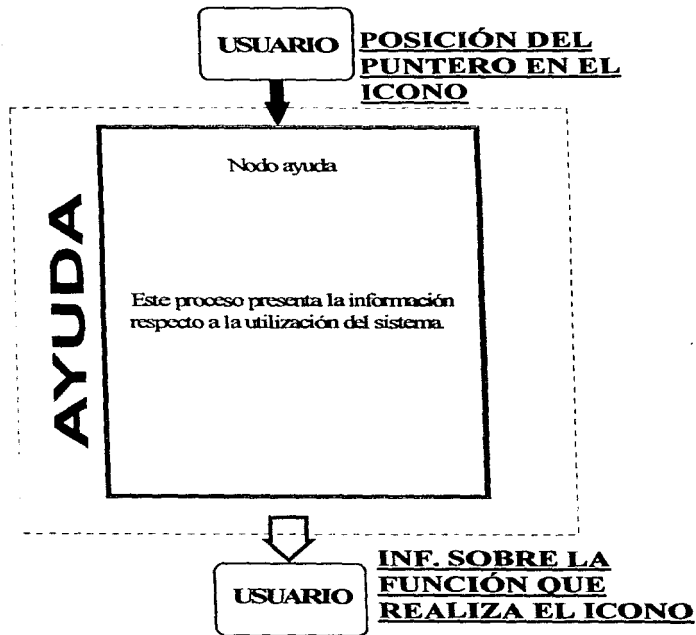 USUARIO
POSICIÓN DEL
PUNTERO EN EL
ICONO
Nodo ayuda
AYUDA
Este proceso presenta la información
respecto a la utilización del sistema.
USUARIO
INF. SOBRE LA
FUNCIÓN QUE
REALIZA EL ICONO